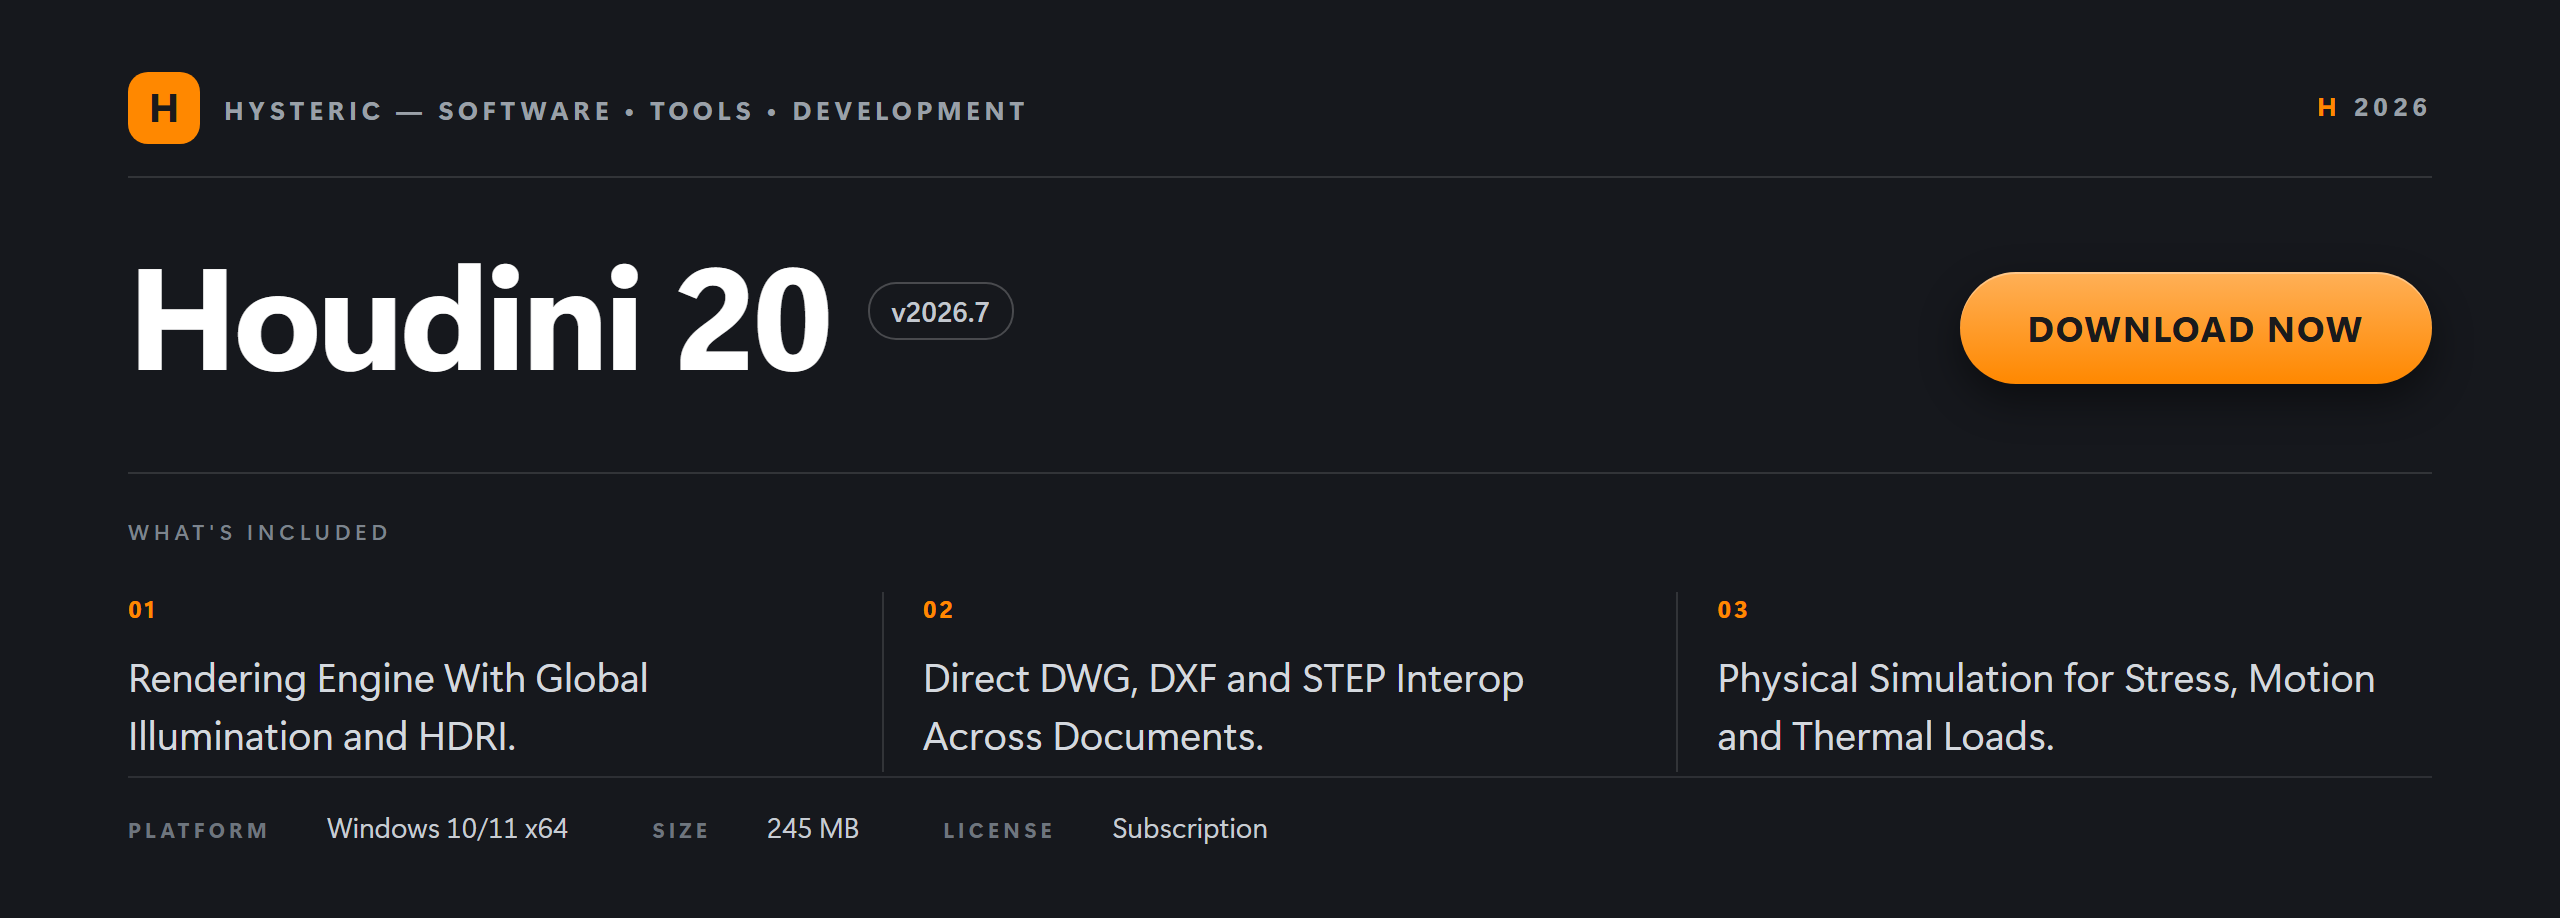 H HYSTERIC — SOFTWARE • TOOLS • DEVELOPMENT
H 2026
Houdini 20 v2026.7
DOWNLOAD NOW
WHAT'S INCLUDED
01
Rendering Engine With Global
Illumination and HDRI.
02
Direct DWG, DXF and STEP Interop
Across Documents.
03
Physical Simulation for Stress, Motion
and Thermal Loads.
PLATFORM Windows 10/11 x64 SIZE 245 MB LICENSE Subscription